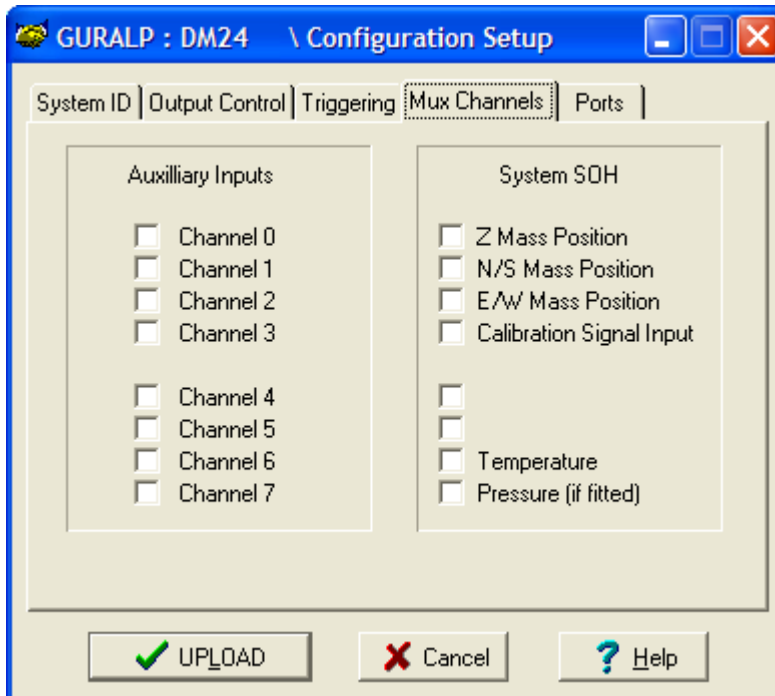 GURALP : DM24 \ Configuration Setup
System ID Output Control Triggering Mux Channels Ports
Auxilliary Inputs
Channel 0
Channel 1
Channel 2
Channel 3
Channel 4
Channel 5
Channel 6
Channel 7
System SOH
Z Mass Position
N/S Mass Position
E/W Mass Position
Calibration Signal Input
Temperature
Pressure (if fitted)
UPLOAD Cancel ? Help